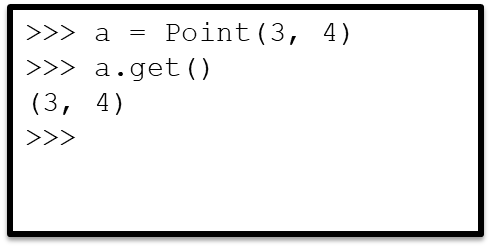 >>> a = Point(3, 4)
>>> a.get()
(3, 4)
>>>